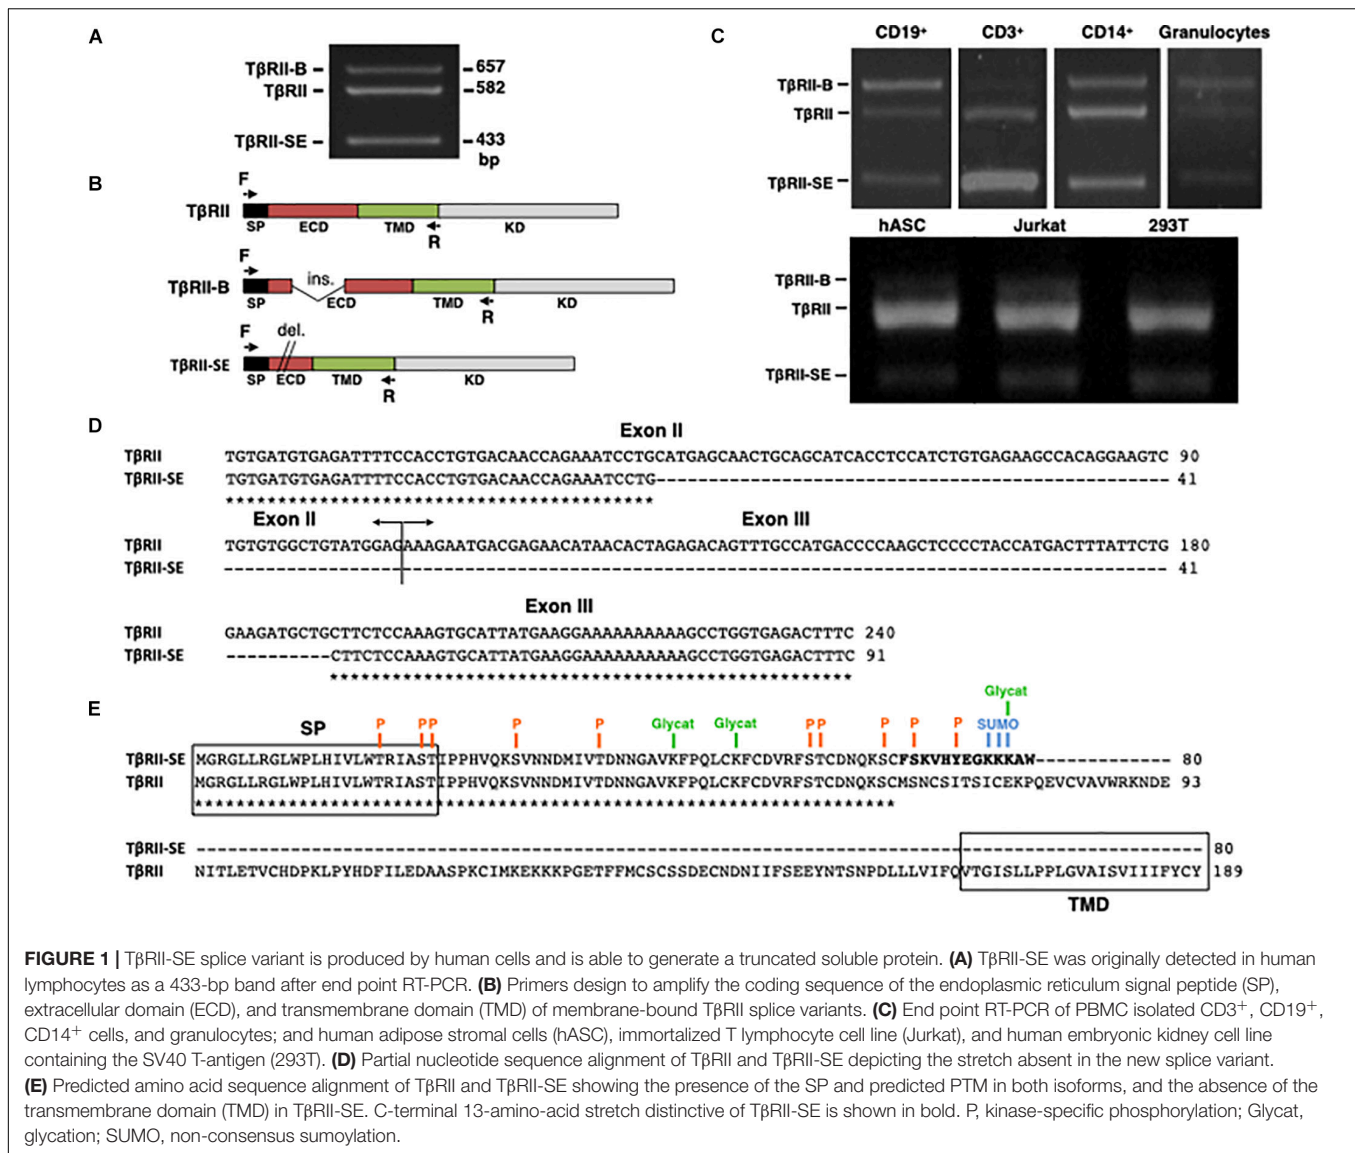 A
TβRII-B
TβRII
TβRII-SE
657
582
433
bp
B
F
TβRII
SP ECD TMD KD
R
F
ins.
TβRII-B
SP ECD TMD KD
R
F
del.
TβRII-SE
SP ECD TMD KD
R
C
CD19+ CD3+ CD14+ Granulocytes
TβRII-B
TβRII
TβRII-SE
hASC Jurkat 293T
TβRII-B
TβRII
TβRII-SE
D
Exon II
TβRII TGTGATGTGAGATTTTCCACCTGTGACAACCAGAAATCCTGCATGAGCAACTGCAGCATCACCTCCATCTGTGAGAAGCCACAGGAAGTC 90
TβRII-SE TGTGATGTGAGATTTTCCACCTGTGACAACCAGAAATCCTG------------------------------------------------- 41
*****************************************
Exon II Exon III
TβRII TGTGTGGCTGTATGGAGAAAGAATGACGAGAACATAACACTAGAGACAGTTTGCCATGACCCCAAGCTCCCCTACCATGACTTTATTCTG 180
TβRII-SE ------------------------------------------------------------------------------------------ 41
Exon III
TβRII GAAGATGCTGCTTCTCCAAAGTGCATTATGAAGGAAAAAAAAAAGCCTGGTGAGACTTTC 240
TβRII-SE ----------CTTCTCCAAAGTGCATTATGAAGGAAAAAAAAAAGCCTGGTGAGACTTTC 91
**************************************************
E
SP
P P P P P Glycat Glycat P P P P P SUMO Glycat
TβRII-SE MGRGLLRGLWPLHIVLWTRIASTIPPHVQKSVNNDMIVTDNNGAVKFPQLCKFCDVRFSTCDNQKSCFSKVHYEGKKKAW------------- 80
TβRII MGRGLLRGLWPLHIVLWTRIASTIPPHVQKSVNNDMIVTDNNGAVKFPQLCKFCDVRFSTCDNQKSCMSNCSITSICEKPQEVCVAVWRKNDE 93
*******************************************************************
TβRII-SE ------------------------------------------------------------------------------------------------ 80
TβRII NITLETVCHDPKLPYHDFILEDAASPKCIMKEKKKPGETFFMCSCSSDECNDNIIFSEEYNTSNPDLLLVIFQVTGISLLPPLGVAISVIIIFYCY 189
TMD
FIGURE 1 | TβRII-SE splice variant is produced by human cells and is able to generate a truncated soluble protein. (A) TβRII-SE was originally detected in human
lymphocytes as a 433-bp band after end point RT-PCR. (B) Primers design to amplify the coding sequence of the endoplasmic reticulum signal peptide (SP),
extracellular domain (ECD), and transmembrane domain (TMD) of membrane-bound TβRII splice variants. (C) End point RT-PCR of PBMC isolated CD3+, CD19+,
CD14+ cells, and granulocytes; and human adipose stromal cells (hASC), immortalized T lymphocyte cell line (Jurkat), and human embryonic kidney cell line
containing the SV40 T-antigen (293T). (D) Partial nucleotide sequence alignment of TβRII and TβRII-SE depicting the stretch absent in the new splice variant.
(E) Predicted amino acid sequence alignment of TβRII and TβRII-SE showing the presence of the SP and predicted PTM in both isoforms, and the absence of the
transmembrane domain (TMD) in TβRII-SE. C-terminal 13-amino-acid stretch distinctive of TβRII-SE is shown in bold. P, kinase-specific phosphorylation; Glycat,
glycation; SUMO, non-consensus sumoylation.